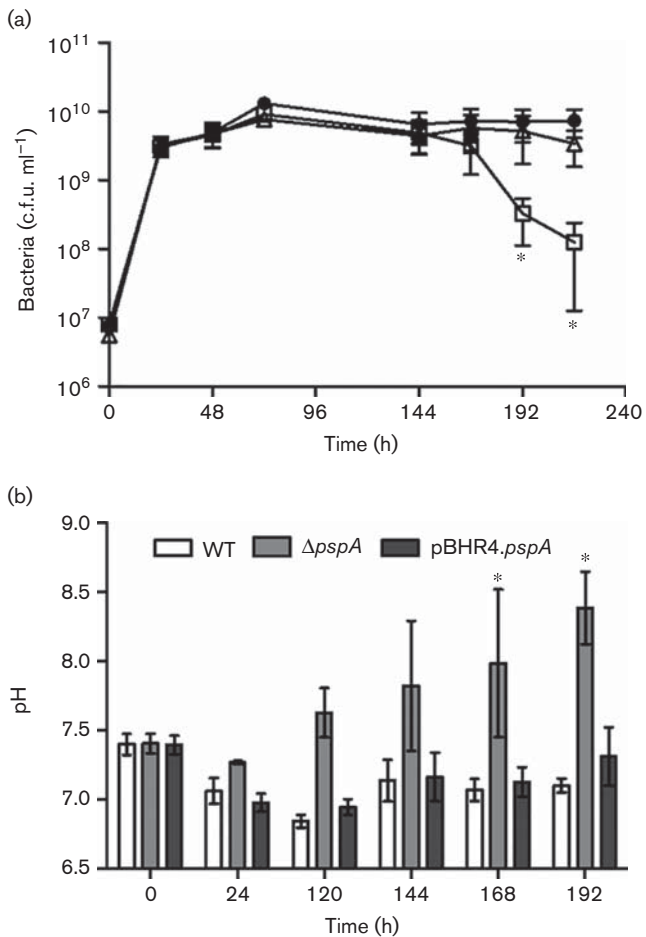 (a)
10¹¹
10¹⁰
10⁹
10⁸
10⁷
10⁶
Bacteria (c.f.u. ml⁻¹)
*
*
0 48 96 144 192 240
Time (h)
(b)
9.0
8.5
8.0
7.5
7.0
6.5
pH
WT ΔpspA pBHR4.pspA
* *
0 24 120 144 168 192
Time (h)